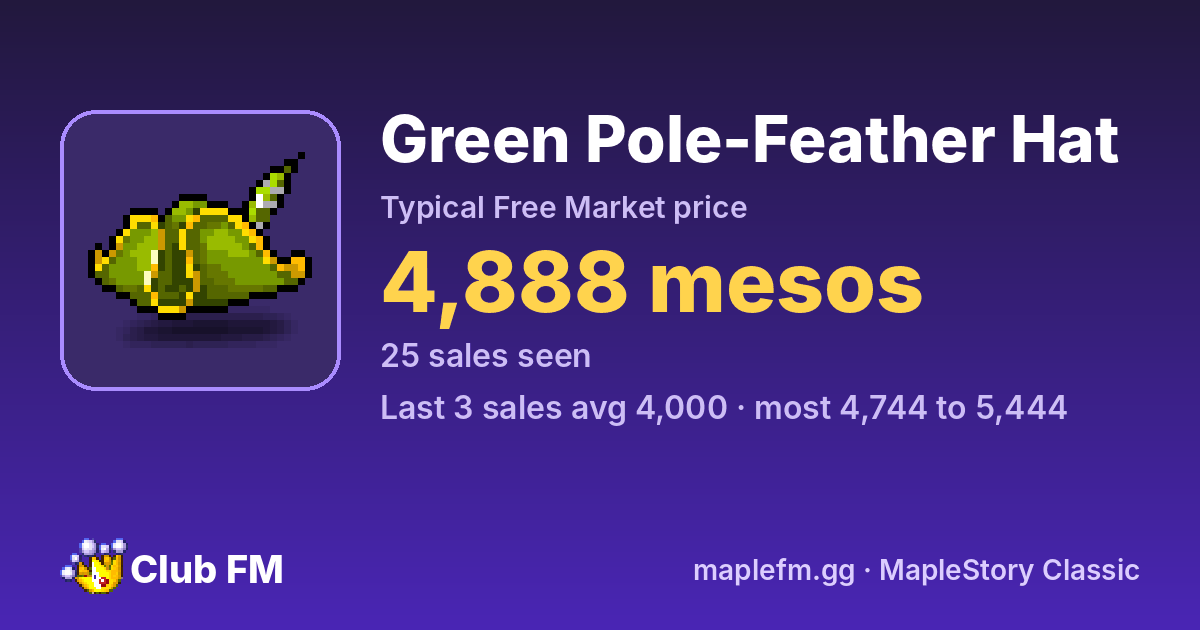 Green Pole-Feather Hat
Typical Free Market price
4,888 mesos
25 sales seen
Last 3 sales avg 4,000 · most 4,744 to 5,444
Club FM
maplefm.gg · MapleStory Classic